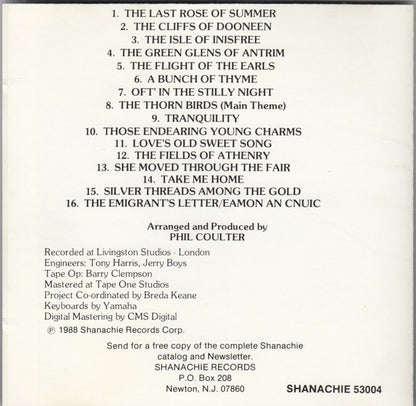 1. THE LAST ROSE OF SUMMER
2. THE CLIFFS OF DOONEEN
3. THE ISLE OF INISFREE
4. THE GREEN GLENS OF ANTRIM
5. THE FLIGHT OF THE EARLS
6. A BUNCH OF THYME
7. OFT' IN THE STILLY NIGHT
8. THE THORN BIRDS (Main Theme)
9. TRANQUILITY
10. THOSE ENDEARING YOUNG CHARMS
11. LOVE'S OLD SWEET SONG
12. THE FIELDS OF ATHENRY
13. SHE MOVED THROUGH THE FAIR
14. TAKE ME HOME
15. SILVER THREADS AMONG THE GOLD
16. THE EMIGRANT'S LETTER/EAMON AN CNUIC
Arranged and Produced by
PHIL COULTER
Recorded at Livingston Studios - London
Engineers: Tony Harris, Jerry Boys
Tape Op: Barry Clempson
Mastered at Tape One Studios
Project Co-ordinated by Breda Keane
Keyboards by Yamaha
Digital Mastering by CMS Digital
℗ 1988 Shanachie Records Corp.
Send for a free copy of the complete Shanachie
catalog and Newsletter.
SHANACHIE RECORDS
P.O. Box 208
Newton, N.J. 07860
SHANACHIE 53004